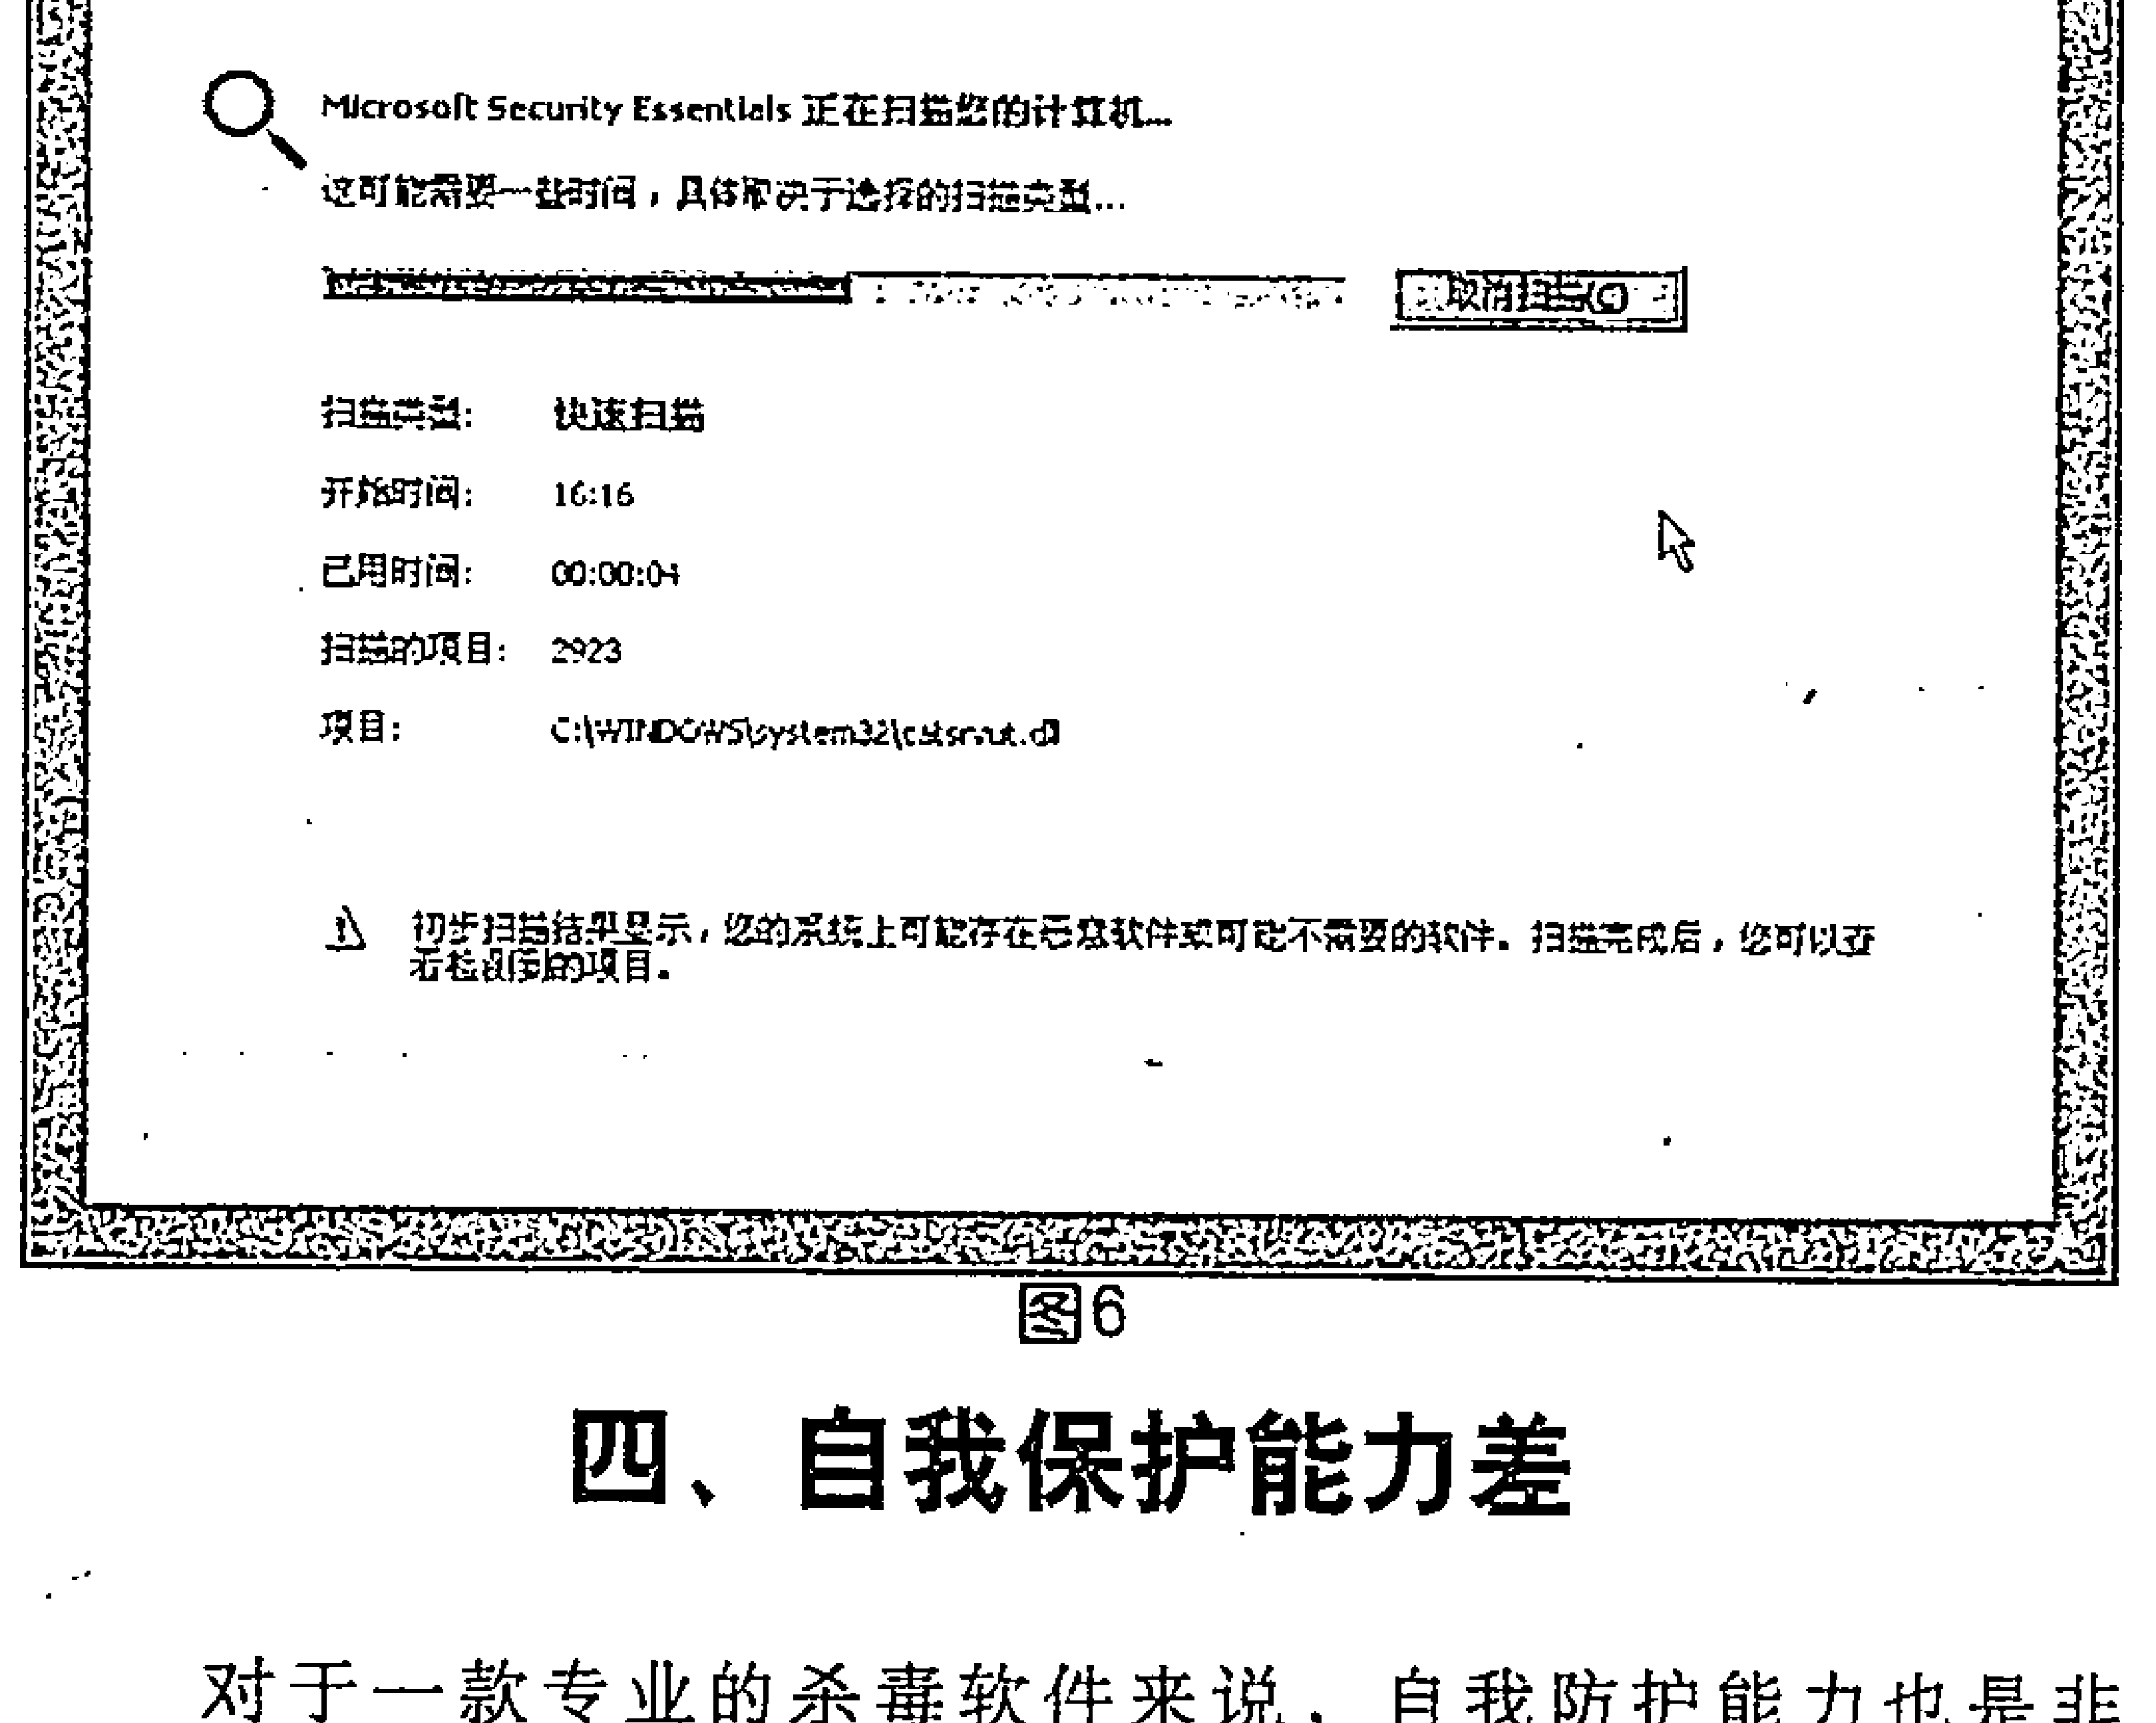 Microsoft Security Essentials 正在扫描您的计算机...
这可能需要一些时间，具体取决于选择的扫描类型...
取消扫描(C)
扫描类型: 快速扫描
开始时间: 16:16
已用时间: 00:00:04
扫描的项目: 2923
项目: C:\WINDOWS\system32\catsrvut.dll
初步扫描结果显示，您的系统上可能存在恶意软件或可能不需要的软件。扫描完成后，您可以查
看检测到的项目。
图6
四、自我保护能力差
对于一款专业的杀毒软件来说，自我防护能力也是非